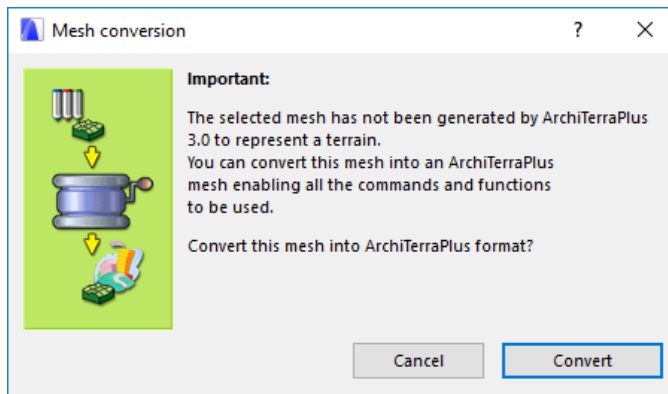 Mesh conversion
?
Important:
The selected mesh has not been generated by ArchiTerraPlus
3.0 to represent a terrain.
You can convert this mesh into an ArchiTerraPlus
mesh enabling all the commands and functions
to be used.
Convert this mesh into ArchiTerraPlus format?
Cancel
Convert